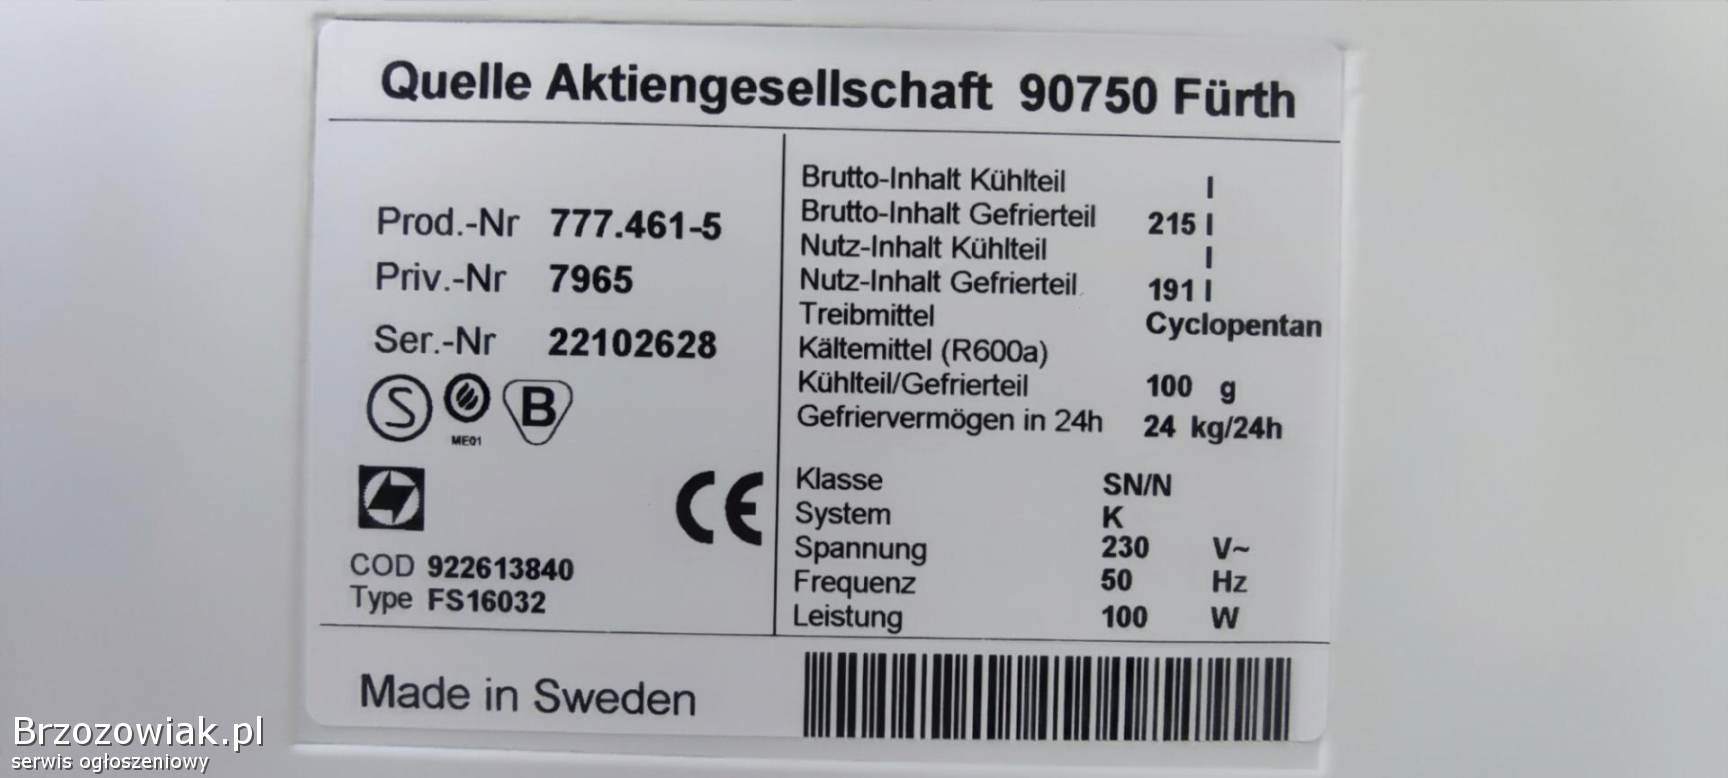 Quelle Aktiengesellschaft 90750 Fürth
Prod.-Nr 777.461-5
Priv.-Nr 7965
Ser.-Nr 22102628
S
ME01
B
CE
COD 922613840
Type FS16032
Brutto-Inhalt Kühlteil l
Brutto-Inhalt Gefrierteil 215 l
Nutz-Inhalt Kühlteil l
Nutz-Inhalt Gefrierteil 191 l
Treibmittel Cyclopentan
Kältemittel (R600a)
Kühlteil/Gefrierteil 100 g
Gefriervermögen in 24h 24 kg/24h
Klasse SN/N
System K
Spannung 230 V~
Frequenz 50 Hz
Leistung 100 W
Made in Sweden
Brzozowiak.pl
serwis ogłoszeniowy